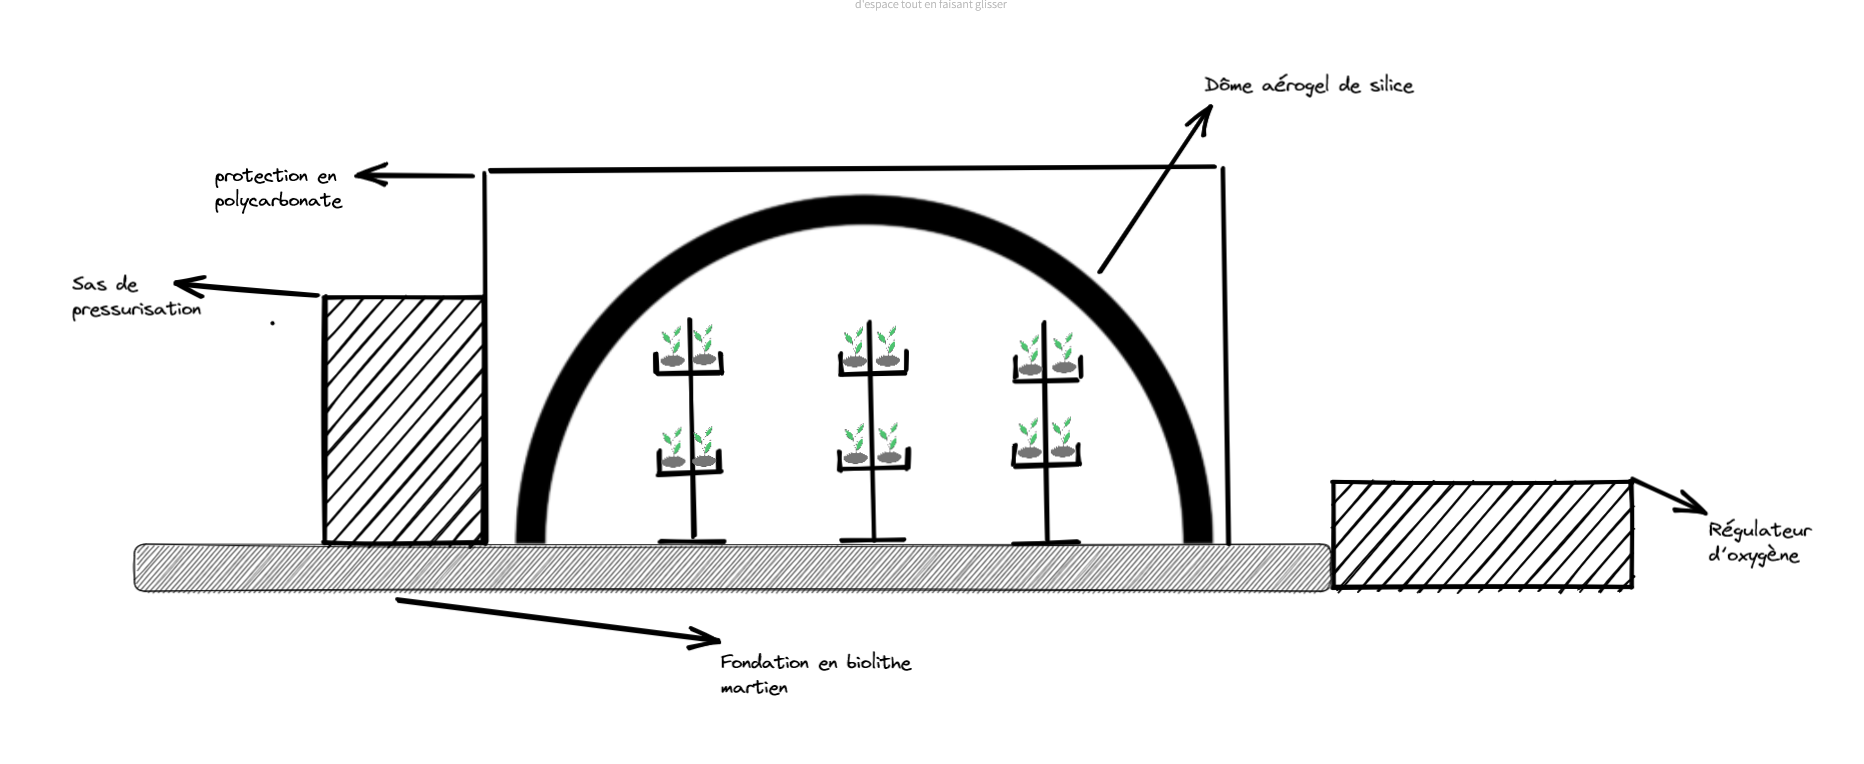 d'espace tout en faisant glisser
Dôme aérogel de silice
protection en
polycarbonate
Sas de
pressurisation
Régulateur
d'oxygène
Fondation en biolithe
martien